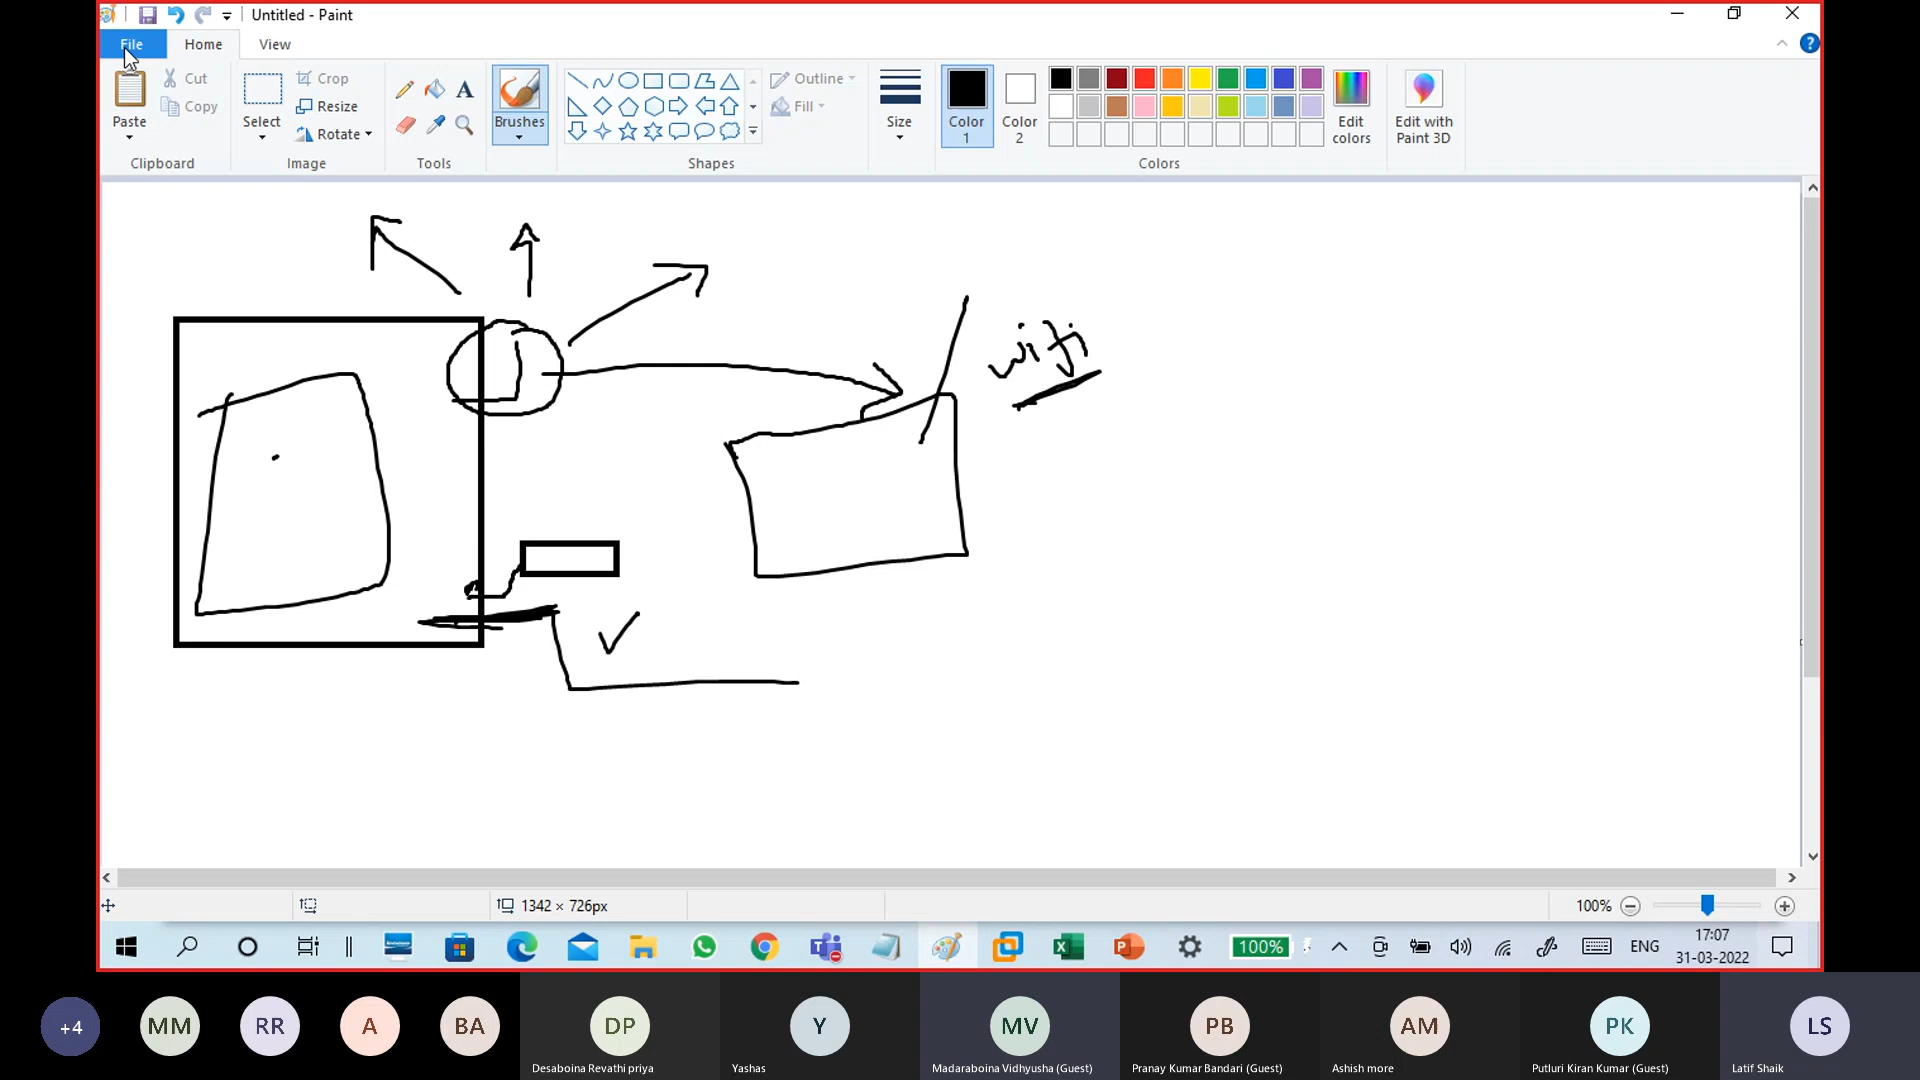 Untitled - Paint
File Home View
Paste
Cut
Copy
Clipboard
Select
Crop
Resize
Rotate
Image
Tools
Brushes
Shapes
Outline
Fill
Size
Color 1
Color 2
Colors
Edit colors
Edit with Paint 3D
wifi
1342 × 726px
100%
100%
ENG
17:07
31-03-2022
+4
MM
RR
A
BA
DP
Desaboina Revathi priya
Y
Yashas
MV
Madaraboina Vidhyusha (Guest)
PB
Pranay Kumar Bandari (Guest)
AM
Ashish more
PK
Putluri Kiran Kumar (Guest)
LS
Latif Shaik